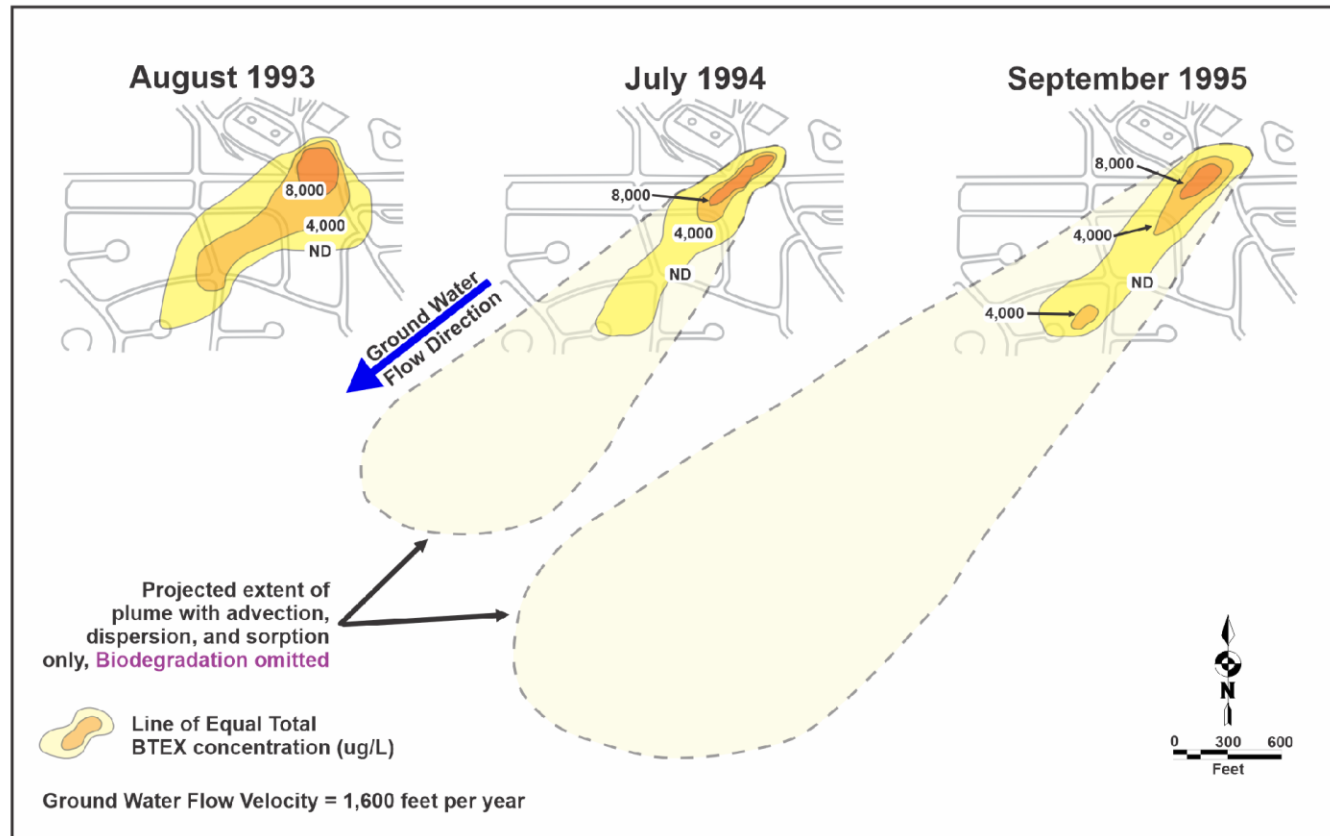 August 1993
July 1994
September 1995
8,000
4,000
ND
8,000
4,000
ND
8,000
4,000
ND
4,000
Ground Water
Flow Direction
Projected extent of
plume with advection,
dispersion, and sorption
only, Biodegradation omitted
Line of Equal Total
BTEX concentration (ug/L)
Ground Water Flow Velocity = 1,600 feet per year
N
0 300 600
Feet